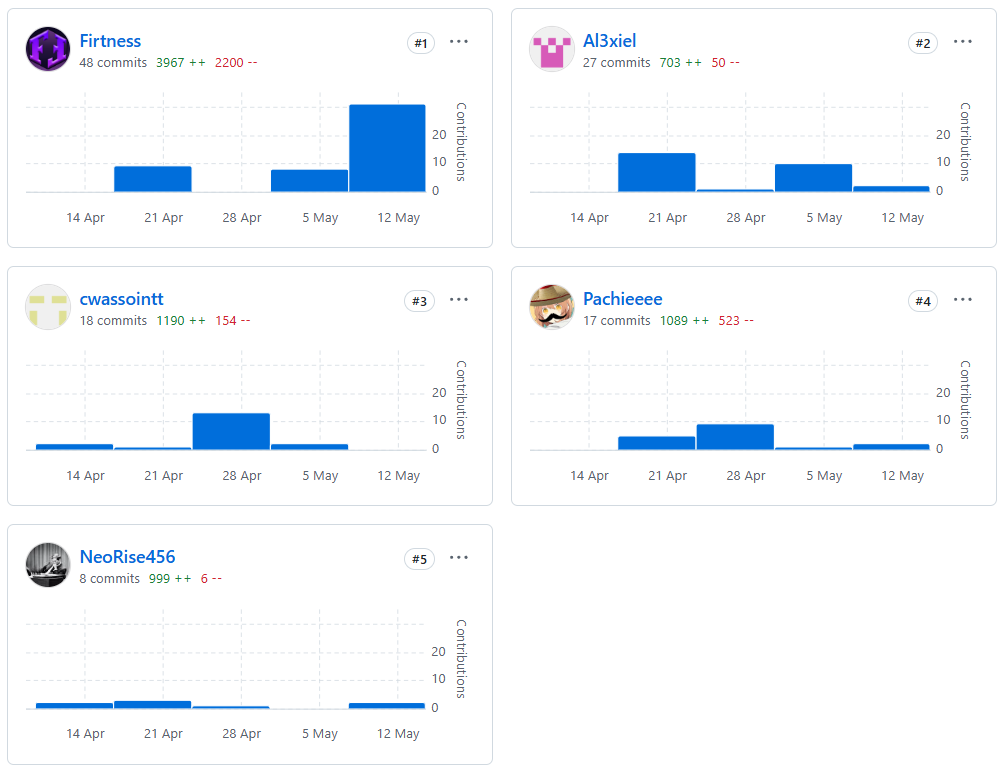 Firtness #1 ···
48 commits 3967 ++ 2200 --
Contributions
20
10
0
14 Apr 21 Apr 28 Apr 5 May 12 May
Al3xiel #2 ···
27 commits 703 ++ 50 --
Contributions
20
10
0
14 Apr 21 Apr 28 Apr 5 May 12 May
cwassointt #3 ···
18 commits 1190 ++ 154 --
Contributions
20
10
0
14 Apr 21 Apr 28 Apr 5 May 12 May
Pachieeee #4 ···
17 commits 1089 ++ 523 --
Contributions
20
10
0
14 Apr 21 Apr 28 Apr 5 May 12 May
NeoRise456 #5 ···
8 commits 999 ++ 6 --
Contributions
20
10
0
14 Apr 21 Apr 28 Apr 5 May 12 May